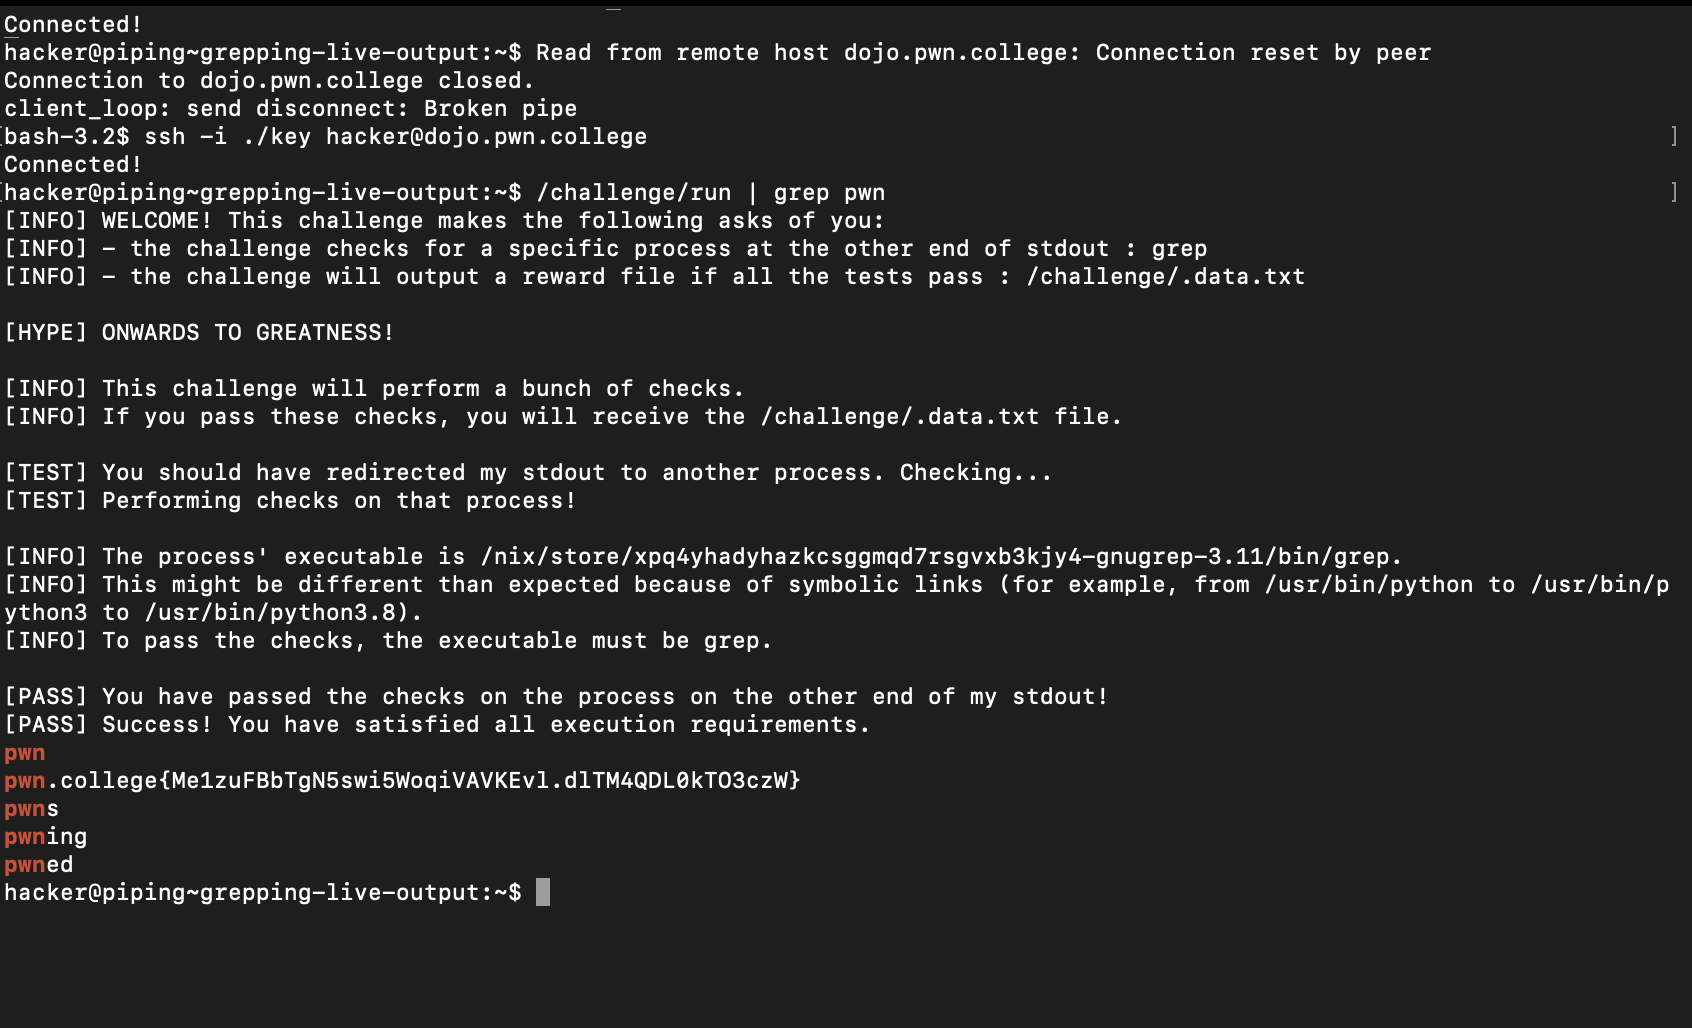 Connected!
hacker@piping~grepping-live-output:~$ Read from remote host dojo.pwn.college: Connection reset by peer
Connection to dojo.pwn.college closed.
client_loop: send disconnect: Broken pipe
[bash-3.2$ ssh -i ./key hacker@dojo.pwn.college ]
Connected!
[hacker@piping~grepping-live-output:~$ /challenge/run | grep pwn ]
[INFO] WELCOME! This challenge makes the following asks of you:
[INFO] - the challenge checks for a specific process at the other end of stdout : grep
[INFO] - the challenge will output a reward file if all the tests pass : /challenge/.data.txt
[HYPE] ONWARDS TO GREATNESS!
[INFO] This challenge will perform a bunch of checks.
[INFO] If you pass these checks, you will receive the /challenge/.data.txt file.
[TEST] You should have redirected my stdout to another process. Checking...
[TEST] Performing checks on that process!
[INFO] The process' executable is /nix/store/xpq4yhadyhazkcsggmqd7rsgvxb3kjy4-gnugrep-3.11/bin/grep.
[INFO] This might be different than expected because of symbolic links (for example, from /usr/bin/python to /usr/bin/p
ython3 to /usr/bin/python3.8).
[INFO] To pass the checks, the executable must be grep.
[PASS] You have passed the checks on the process on the other end of my stdout!
[PASS] Success! You have satisfied all execution requirements.
pwn
pwn.college{Me1zuFBbTgN5swi5WoqiVAVKEvl.dlTM4QDL0kTO3czW}
pwns
pwning
pwned
hacker@piping~grepping-live-output:~$